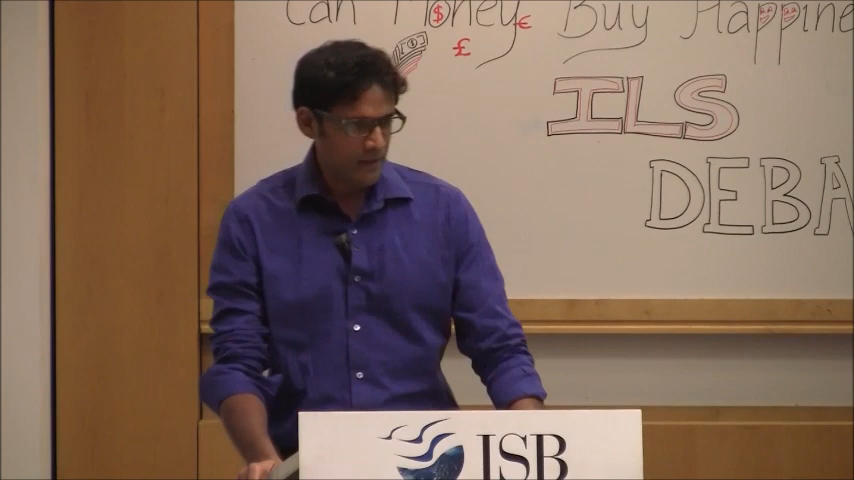 Can Money Buy Happine
$
€
£
ILS
DEBA
ISB